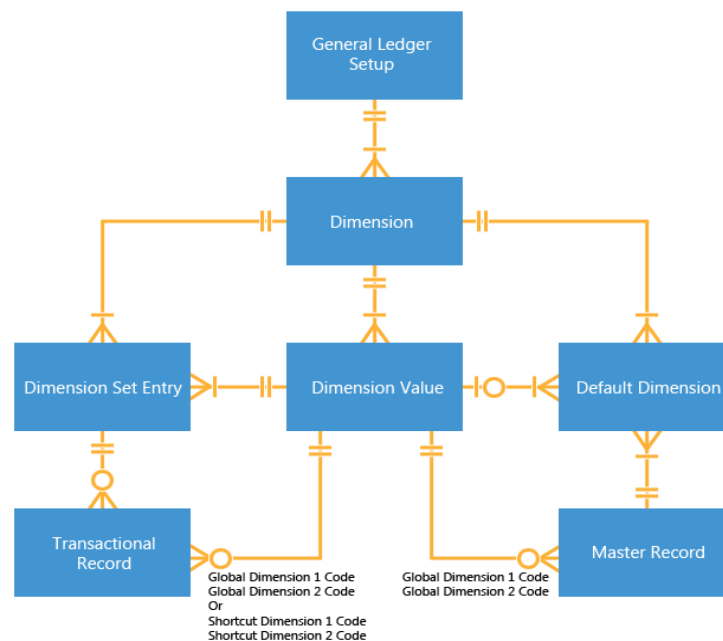 General Ledger
Setup
Dimension
Dimension Set Entry
Dimension Value
Default Dimension
Transactional
Record
Master Record
Global Dimension 1 Code
Global Dimension 2 Code
Or
Shortcut Dimension 1 Code
Shortcut Dimension 2 Code
Global Dimension 1 Code
Global Dimension 2 Code